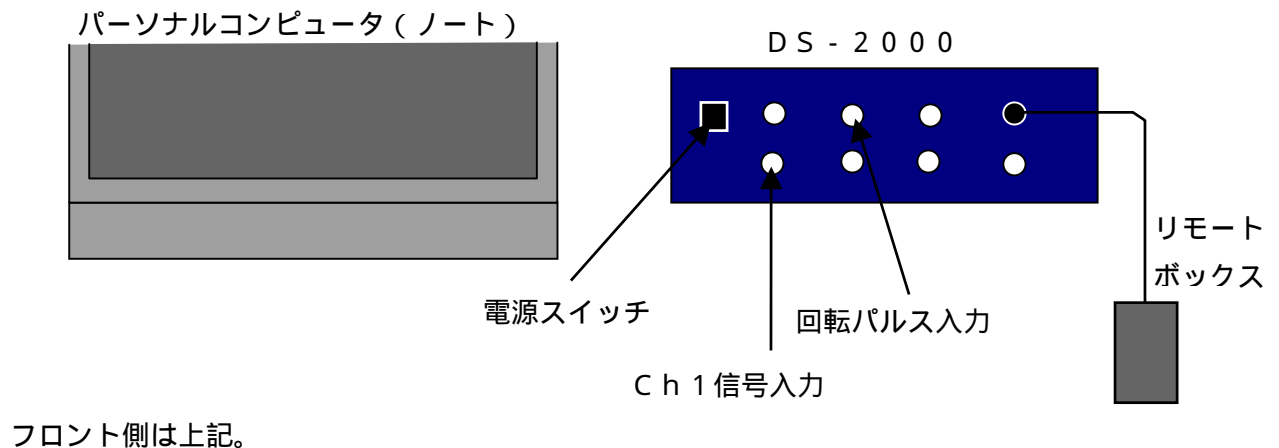 パーソナルコンピュータ（ノート）
ＤＳ－２０００
リモート
ボックス
電源スイッチ
回転パルス入力
Ｃｈ１信号入力
フロント側は上記。